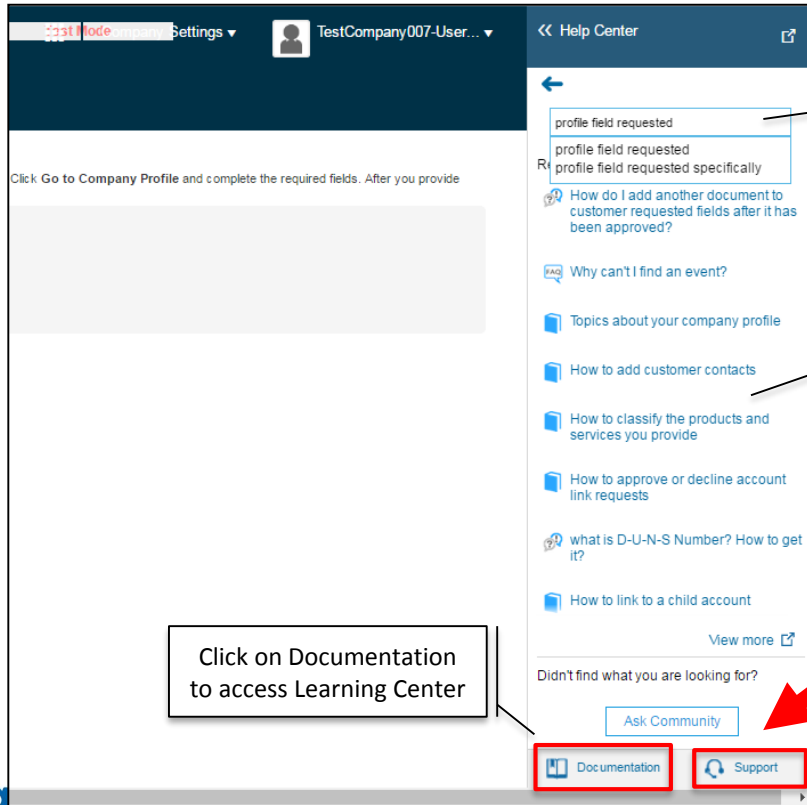 Test Mode Company Settings ▾
TestCompany007-User... ▾
« Help Center
profile field requested
profile field requested
Re
profile field requested specifically
Click Go to Company Profile and complete the required fields. After you provide
How do I add another document to
customer requested fields after it has
been approved?
FAQ
Why can't I find an event?
Topics about your company profile
How to add customer contacts
How to classify the products and
services you provide
How to approve or decline account
link requests
what is D-U-N-S Number? How to get
it?
How to link to a child account
View more
Click on Documentation
to access Learning Center
Didn't find what you are looking for?
Ask Community
Documentation
Support